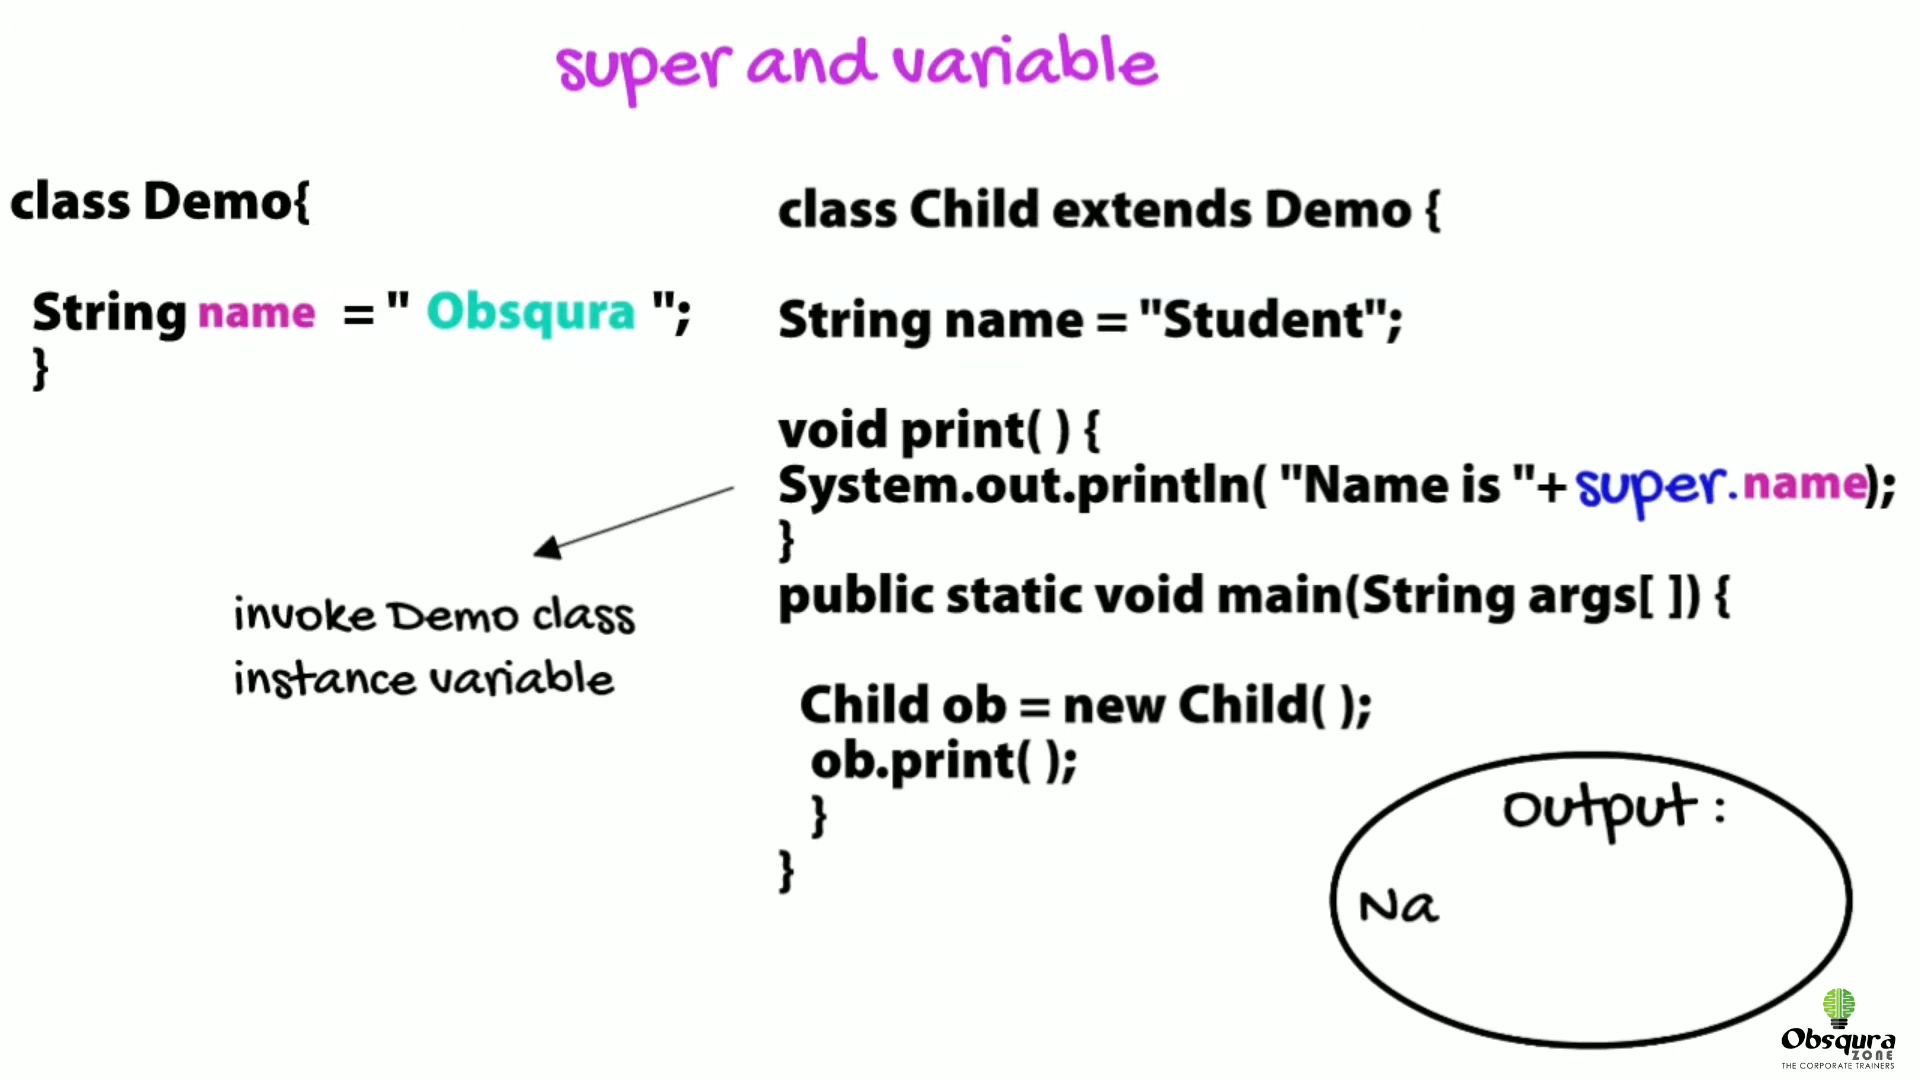 super and variable
class Demo{
String name = " Obsqura ";
}
class Child extends Demo {
String name = "Student";
void print( ) {
System.out.println( "Name is "+ super.name);
}
public static void main(String args[ ]) {
Child ob = new Child( );
ob.print( );
}
}
invoke Demo class
instance variable
Output :
Na
Obsqura
ZONE
THE CORPORATE TRAINERS